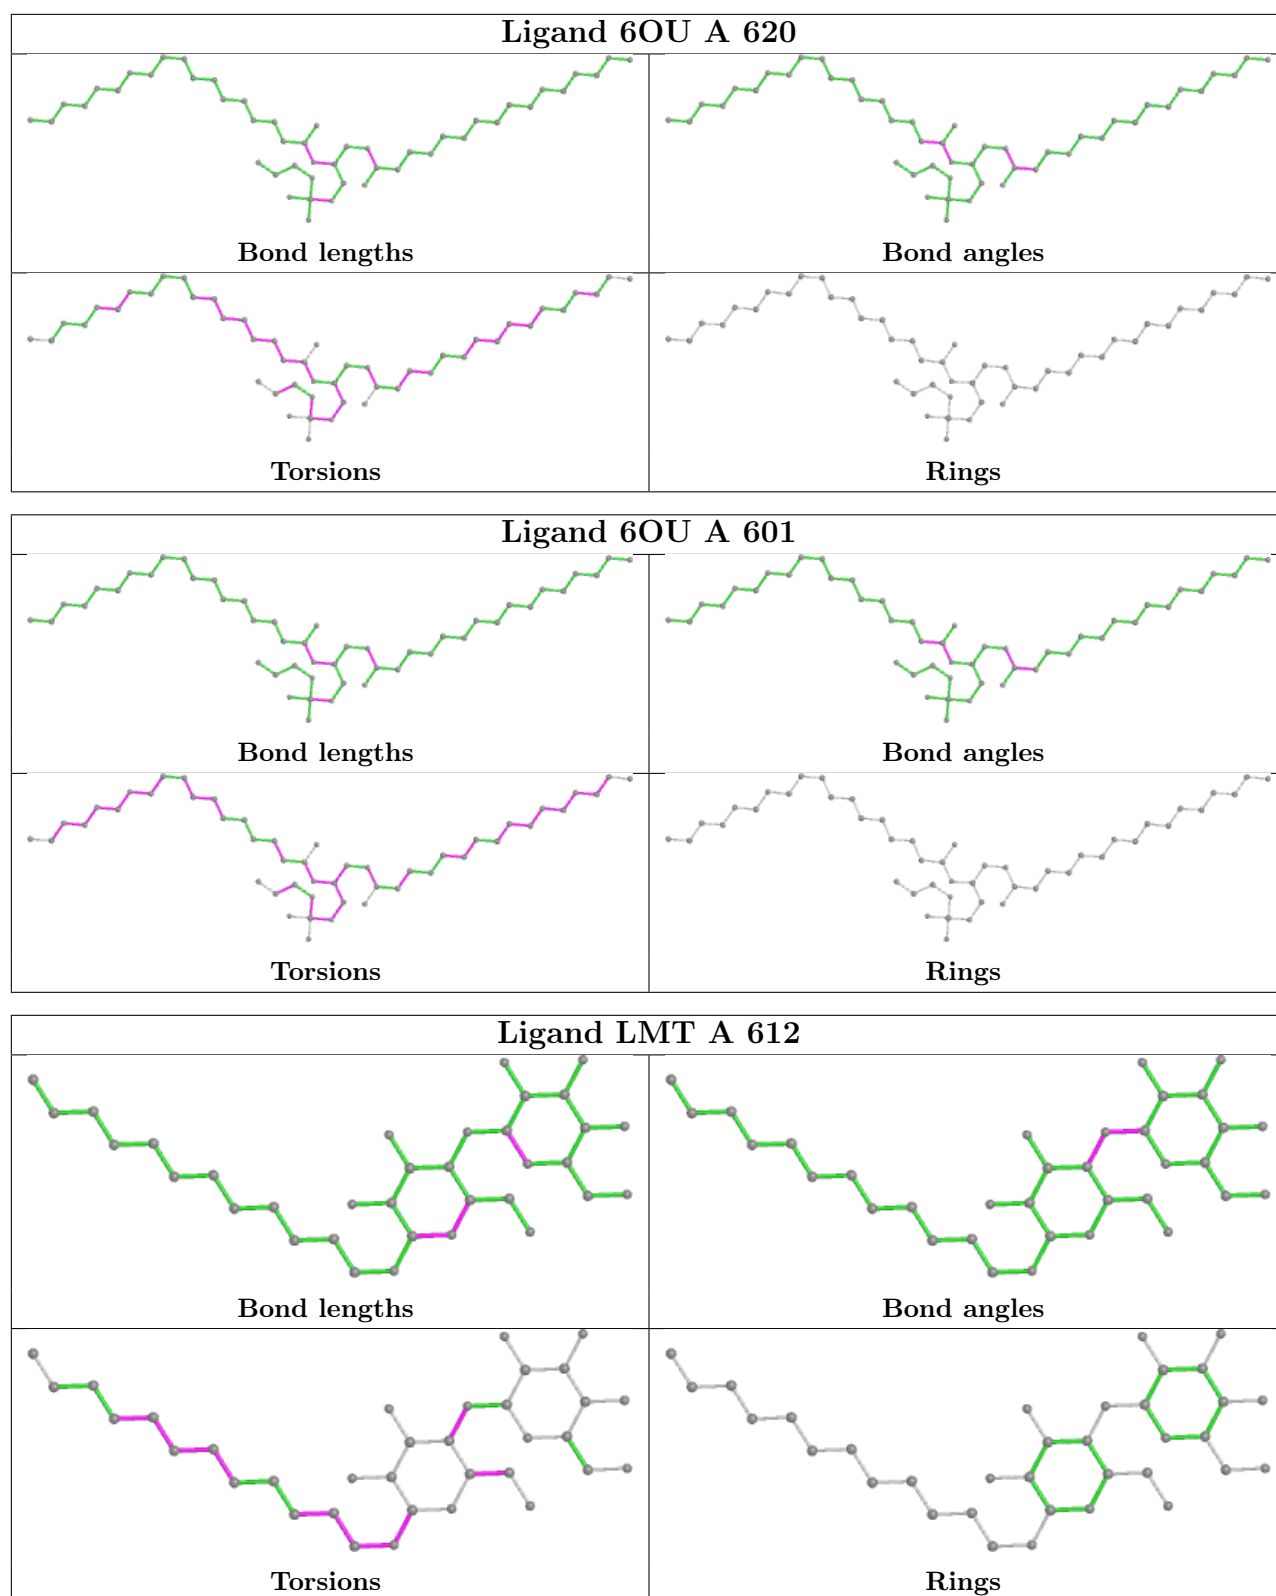 Ligand 6OU A 620
Bond lengths
Bond angles
Torsions
Rings
Ligand 6OU A 601
Bond lengths
Bond angles
Torsions
Rings
Ligand LMT A 612
Bond lengths
Bond angles
Torsions
Rings